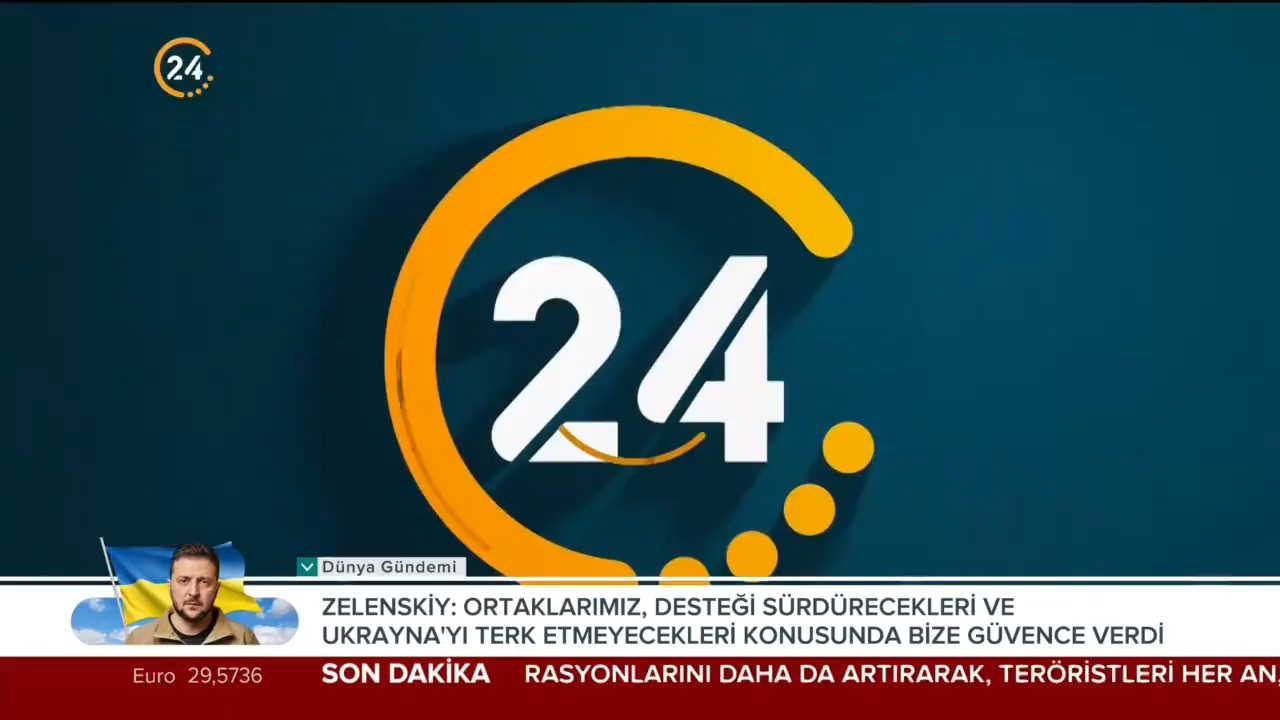 24
24
Dünya Gündemi
ZELENSKİY: ORTAKLARIMIZ, DESTEĞİ SÜRDÜRECEKLERİ VE
UKRAYNA'YI TERK ETMEYECEKLERİ KONUSUNDA BİZE GÜVENCE VERDİ
Euro 29,5736
SON DAKİKA RASYONLARINI DAHA DA ARTIRARAK, TERÖRİSTLERİ HER AN,